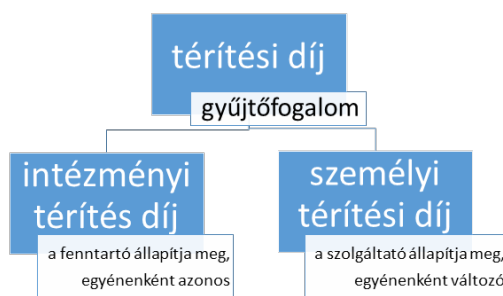 térítési díj
gyűjtőfogalom
intézményi
térítés díj
a fenntartó állapítja meg,
egyénenként azonos
személyi
térítési díj
a szolgáltató állapítja meg,
egyénenként változó